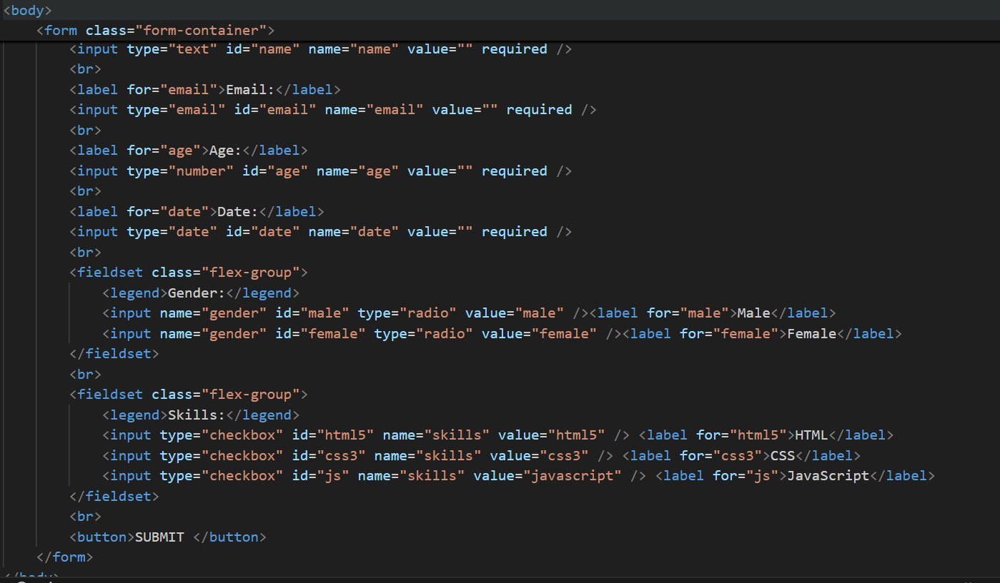 <body>
<form class="form-container">
<input type="text" id="name" name="name" value="" required />
<br>
<label for="email">Email:</label>
<input type="email" id="email" name="email" value="" required />
<br>
<label for="age">Age:</label>
<input type="number" id="age" name="age" value="" required />
<br>
<label for="date">Date:</label>
<input type="date" id="date" name="date" value="" required />
<br>
<fieldset class="flex-group">
<legend>Gender:</legend>
<input name="gender" id="male" type="radio" value="male" /><label for="male">Male</label>
<input name="gender" id="female" type="radio" value="female" /><label for="female">Female</label>
</fieldset>
<br>
<fieldset class="flex-group">
<legend>Skills:</legend>
<input type="checkbox" id="html5" name="skills" value="html5" /> <label for="html5">HTML</label>
<input type="checkbox" id="css3" name="skills" value="css3" /> <label for="css3">CSS</label>
<input type="checkbox" id="js" name="skills" value="javascript" /> <label for="js">JavaScript</label>
</fieldset>
<br>
<button>SUBMIT </button>
</form>
</body>